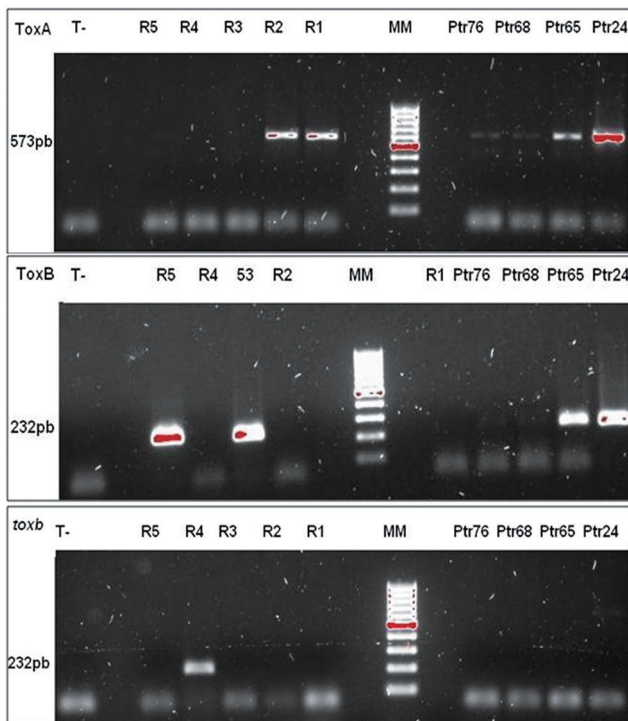 ToxA T- R5 R4 R3 R2 R1 MM Ptr76 Ptr68 Ptr65 Ptr24
573pb
ToxB T- R5 R4 53 R2 MM R1 Ptr76 Ptr68 Ptr65 Ptr24
232pb
toxb T- R5 R4 R3 R2 R1 MM Ptr76 Ptr68 Ptr65 Ptr24
232pb